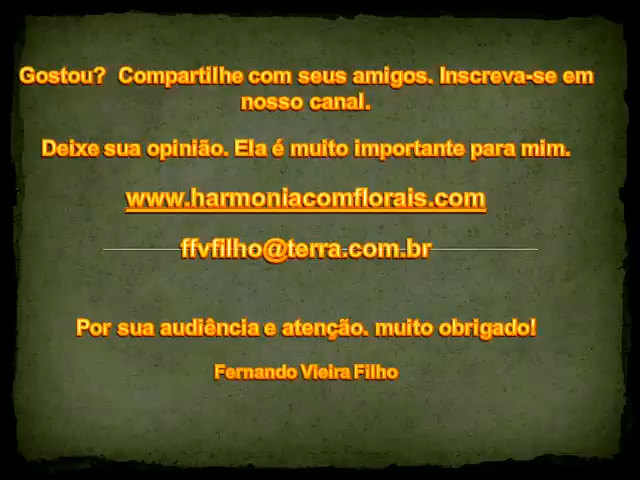 Gostou?  Compartilhe com seus amigos. Inscreva-se em
nosso canal.
Deixe sua opinião. Ela é muito importante para mim.
www.harmoniacomflorais.com
ffvfilho@terra.com.br
Por sua audiência e atenção. muito obrigado!
Fernando Vieira Filho